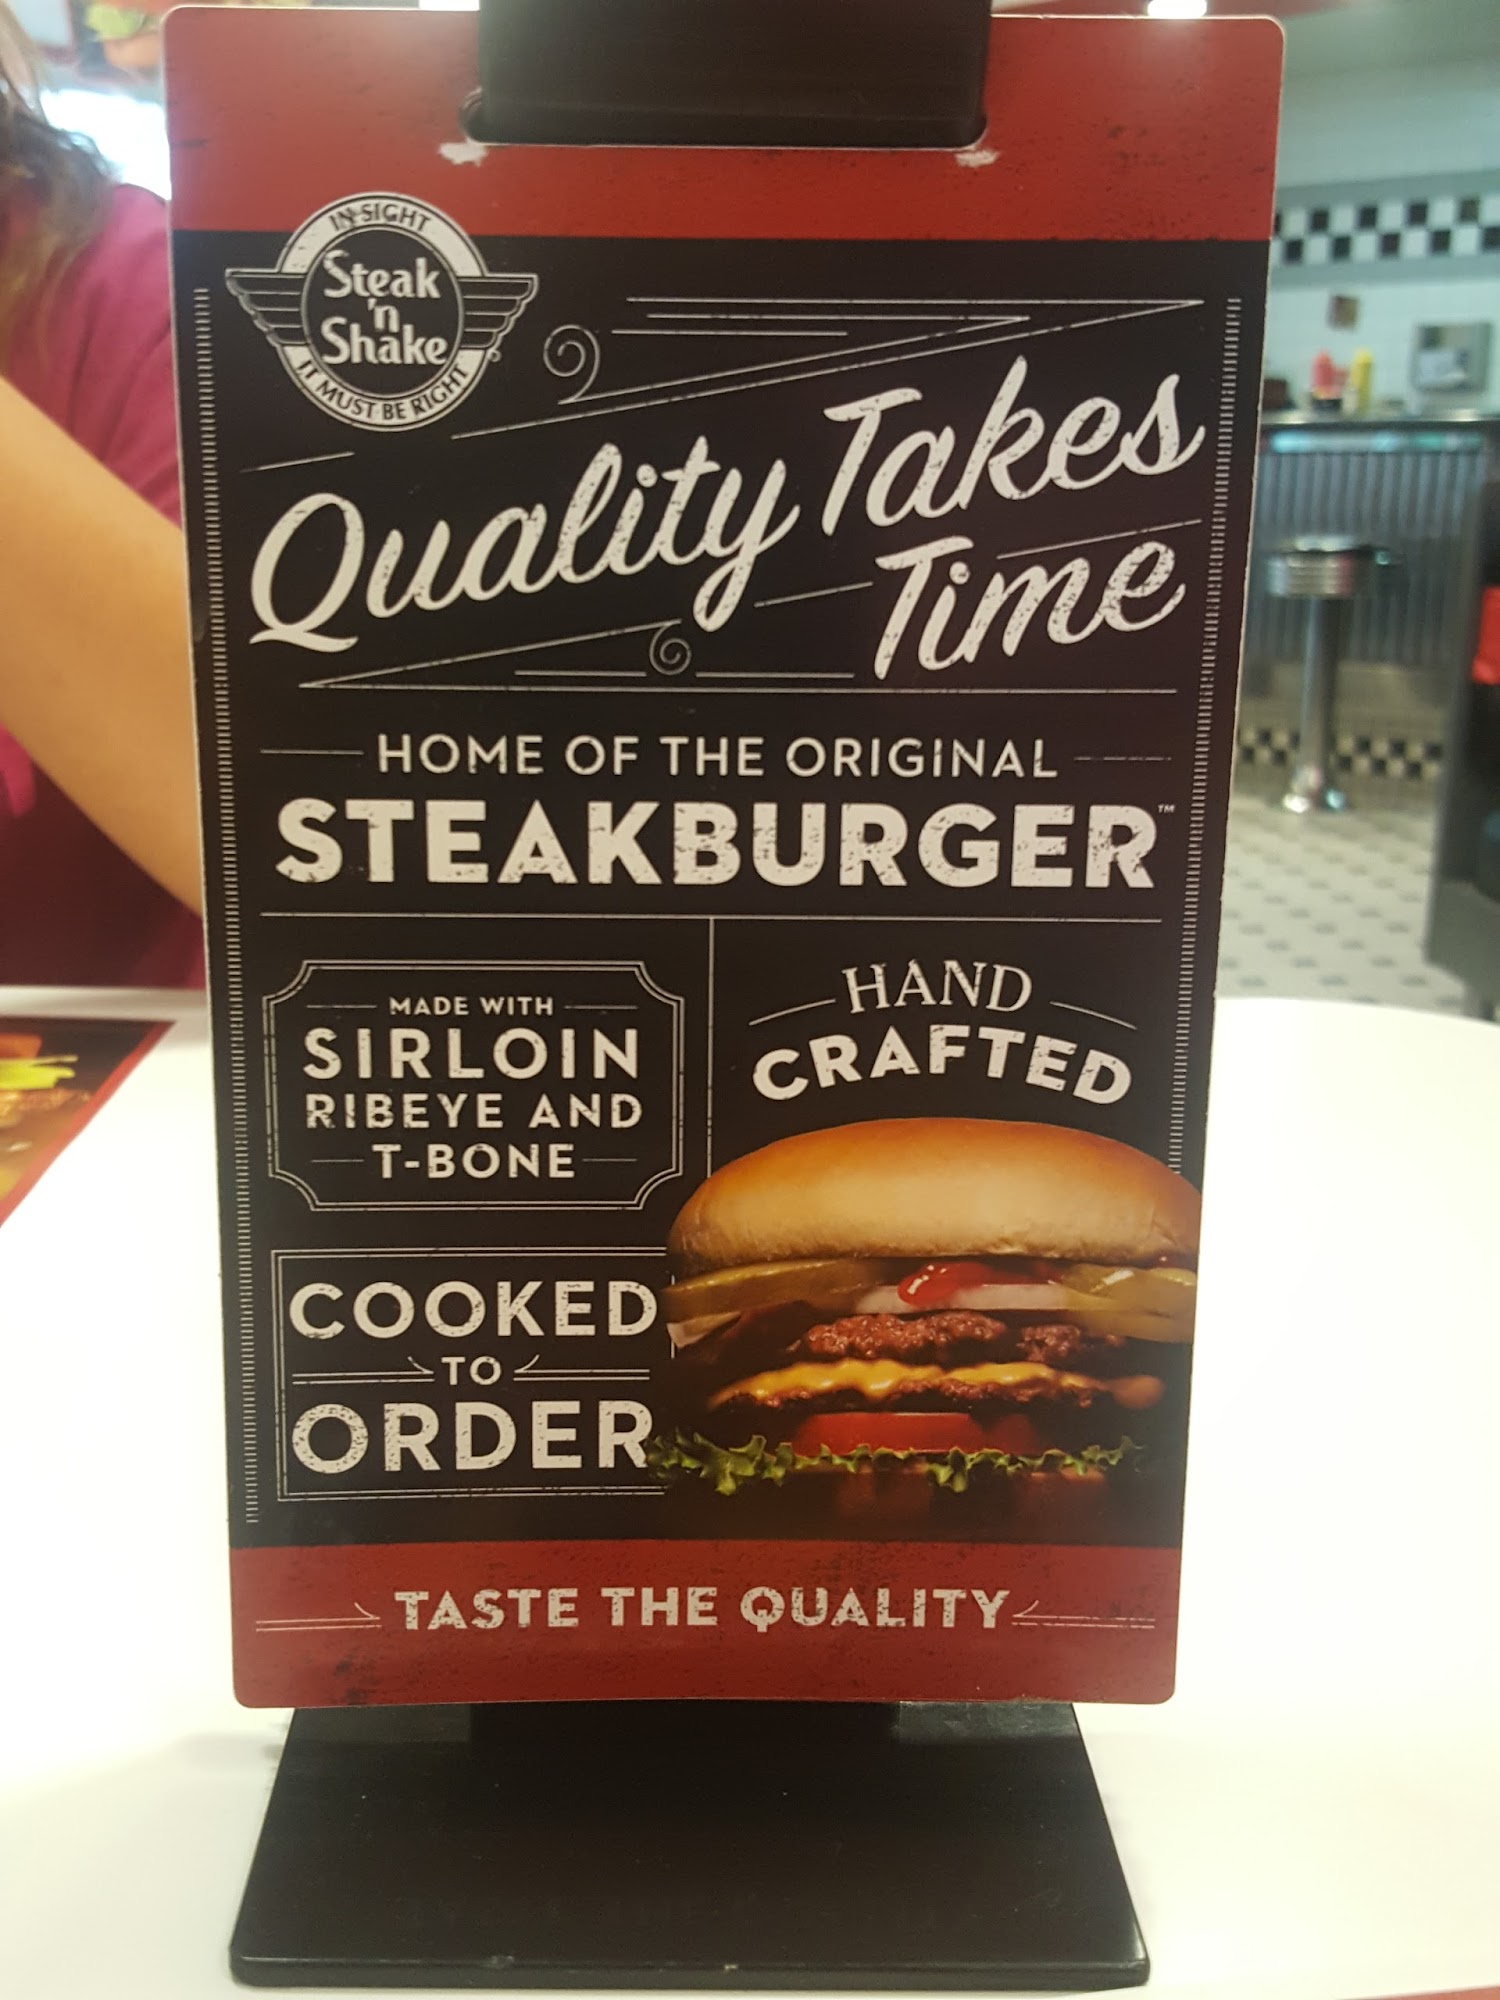 IN SIGHT
Steak
'n
Shake
IT MUST BE RIGHT
Quality Takes
Time
HOME OF THE ORIGINAL
STEAKBURGER™
MADE WITH
SIRLOIN
RIBEYE AND
T-BONE
HAND
CRAFTED
COOKED
TO
ORDER
TASTE THE QUALITY